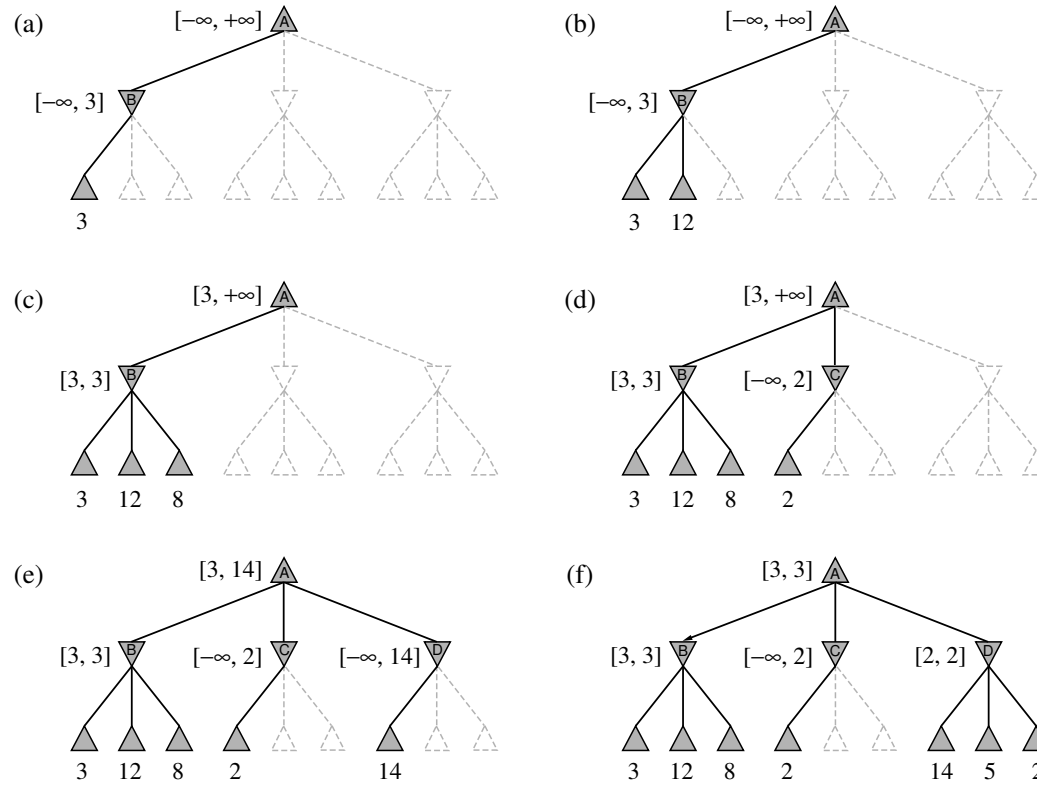 (a) [−∞, +∞] A
[−∞, 3] B
3
(b) [−∞, +∞] A
[−∞, 3] B
3 12
(c) [3, +∞] A
[3, 3] B
3 12 8
(d) [3, +∞] A
[3, 3] B [−∞, 2] C
3 12 8 2
(e) [3, 14] A
[3, 3] B [−∞, 2] C [−∞, 14] D
3 12 8 2 14
(f) [3, 3] A
[3, 3] B [−∞, 2] C [2, 2] D
3 12 8 2 14 5 2